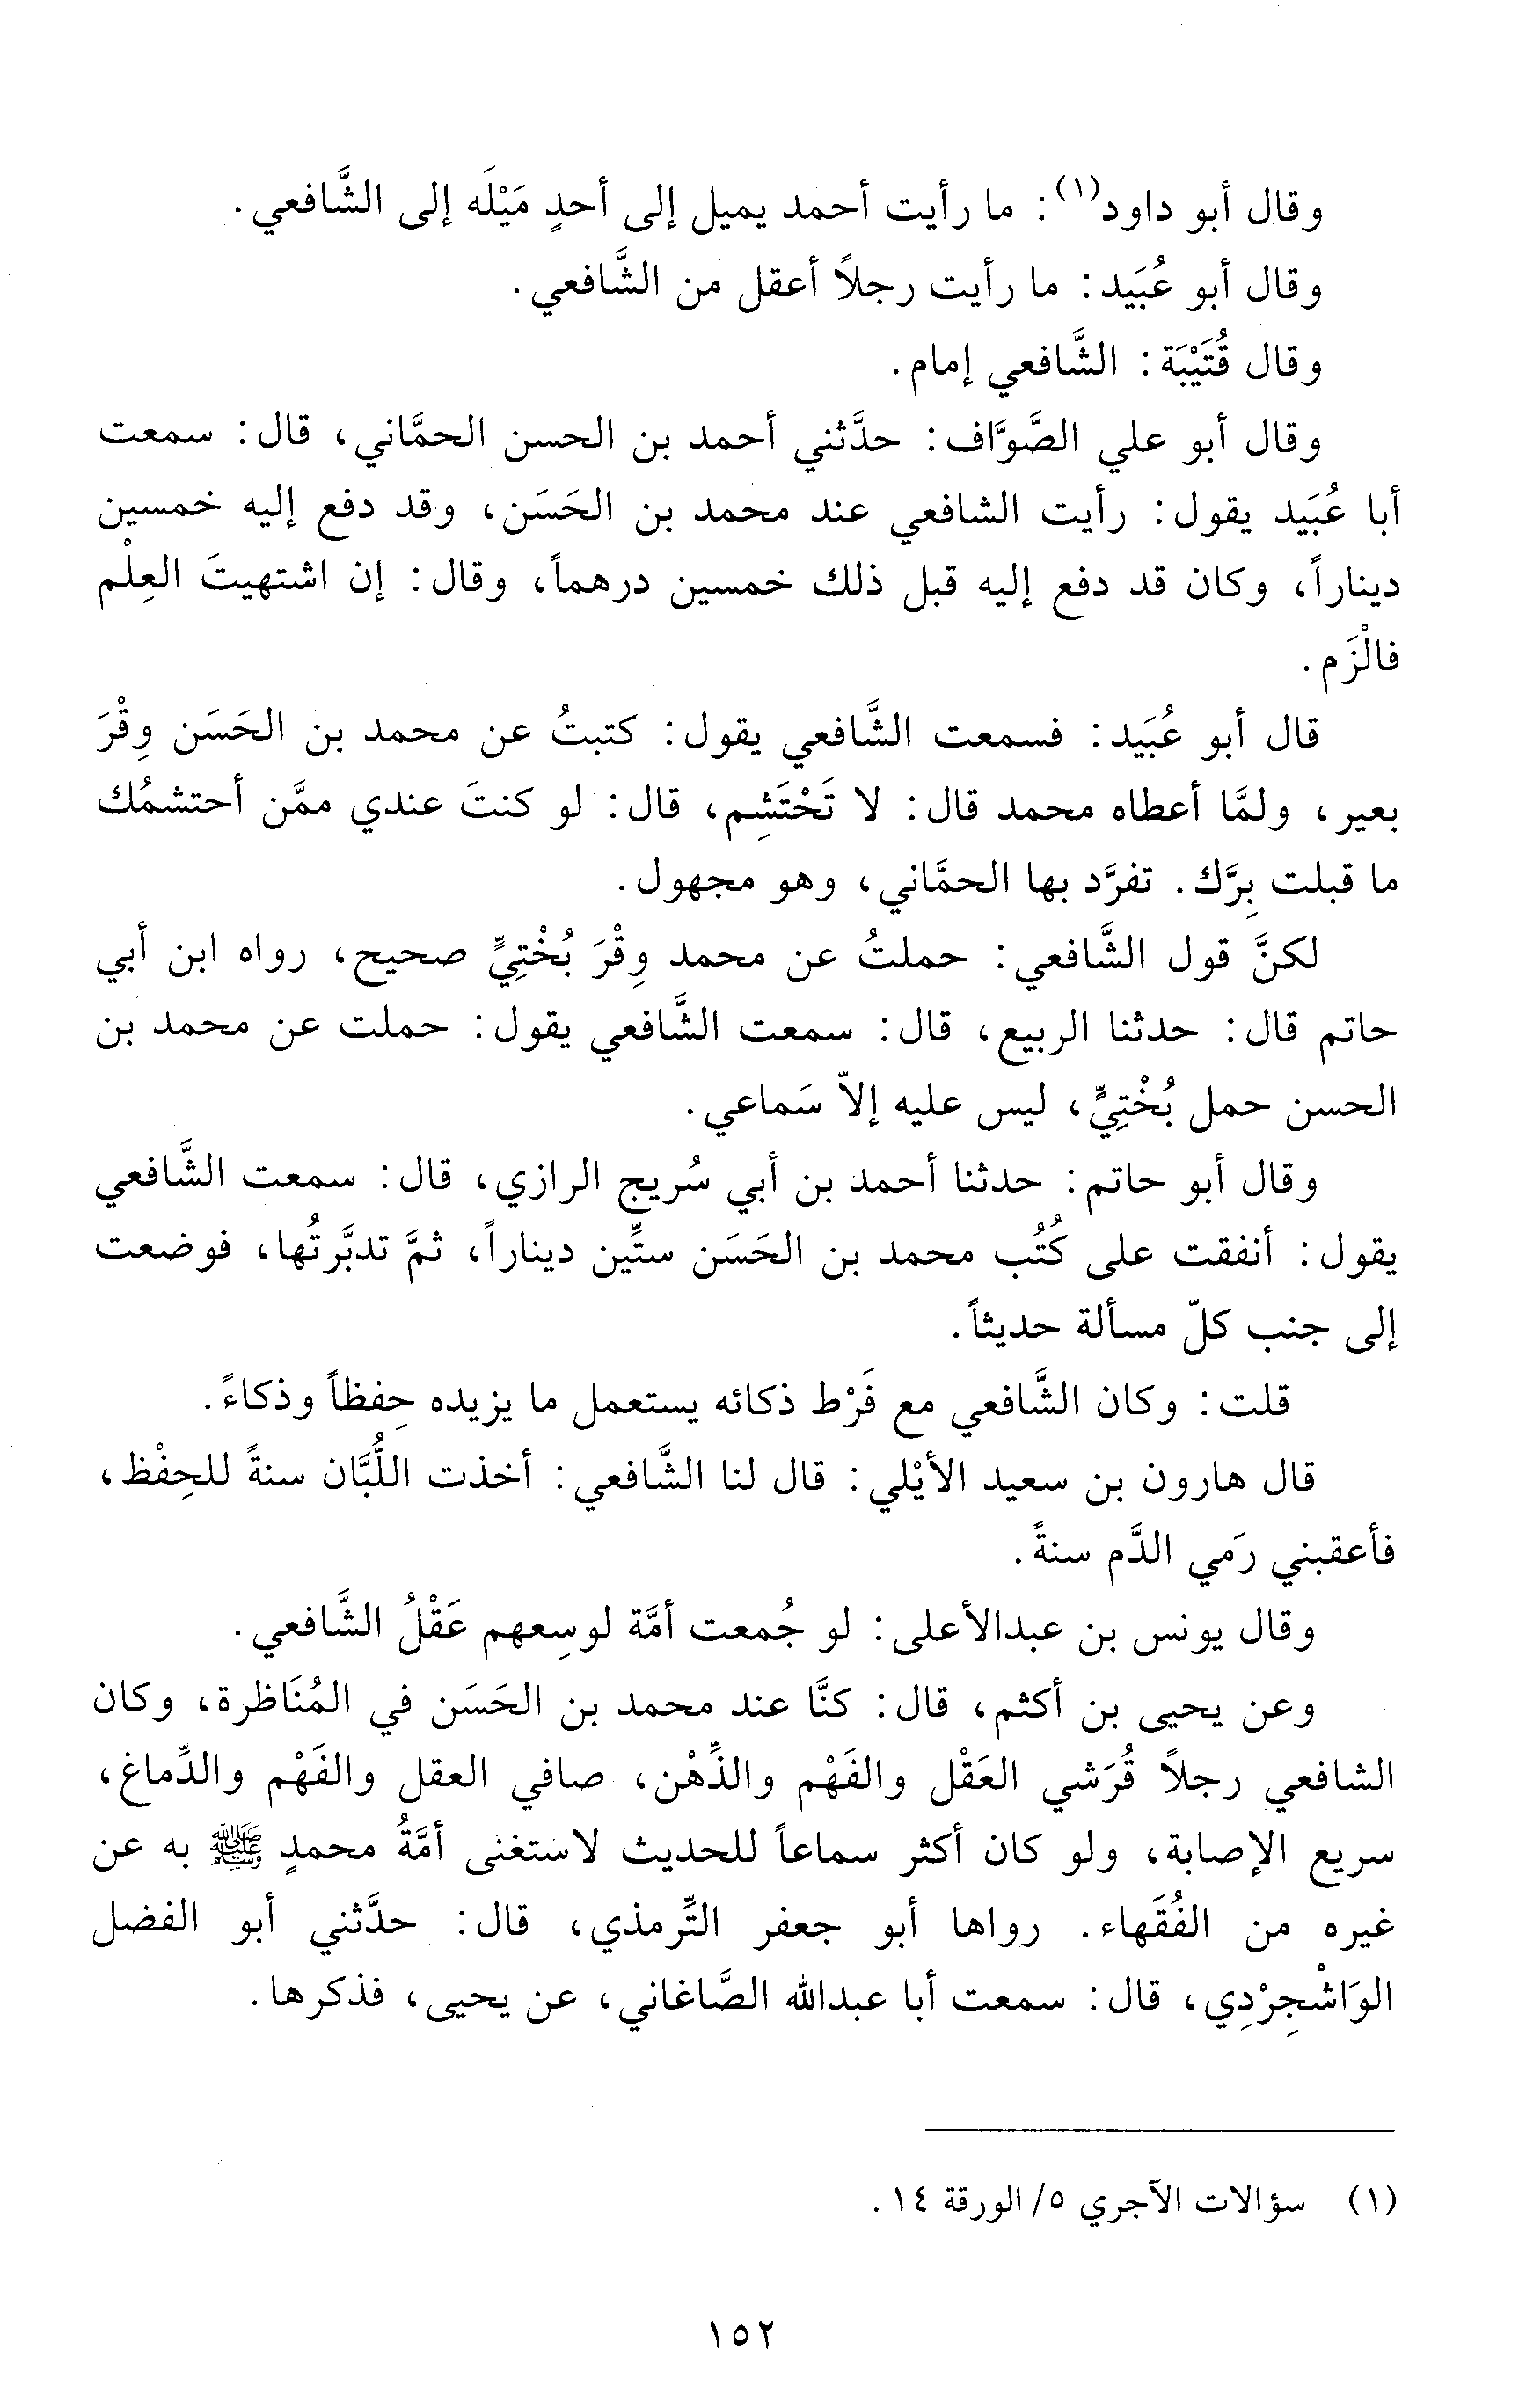 وقال أبو داود(١): ما رأيت أحمد يميل إلى أحدٍ مَيْلَه إلى الشَّافعي.
وقال أبو عُبَيد: ما رأيت رجلاً أعقل من الشَّافعي.
وقال قُتَيْبَة: الشَّافعي إمام.
وقال أبو علي الصَّوَّاف: حدَّثني أحمد بن الحسن الحمَّاني، قال: سمعت
أبا عُبَيد يقول: رأيت الشافعي عند محمد بن الحَسَن، وقد دفع إليه خمسين
ديناراً، وكان قد دفع إليه قبل ذلك خمسين درهماً، وقال: إن اشتهيتَ العِلْم
فالْزَم.
قال أبو عُبَيد: فسمعت الشَّافعي يقول: كتبتُ عن محمد بن الحَسَن وِقْرَ
بعير، ولمَّا أعطاه محمد قال: لا تَحْتَشِم، قال: لو كنتَ عندي ممَّن أحتشمُك
ما قبلت بِرَّك. تفرَّد بها الحمَّاني، وهو مجهول.
لكنَّ قول الشَّافعي: حملتُ عن محمد وِقْرَ بُخْتِيٍّ صحيح، رواه ابن أبي
حاتم قال: حدثنا الربيع، قال: سمعت الشَّافعي يقول: حملت عن محمد بن
الحسن حمل بُخْتِيٍّ، ليس عليه إلاّ سَماعي.
وقال أبو حاتم: حدثنا أحمد بن أبي سُريج الرازي، قال: سمعت الشَّافعي
يقول: أنفقت على كُتُب محمد بن الحَسَن ستِّين ديناراً، ثمَّ تدبَّرتُها، فوضعت
إلى جنب كلّ مسألة حديثاً.
قلت: وكان الشَّافعي مع فَرْط ذكائه يستعمل ما يزيده حِفظاً وذكاءً.
قال هارون بن سعيد الأيْلي: قال لنا الشَّافعي: أخذت اللُّبَّان سنةً للحِفْظ،
فأعقبني رَمي الدَّم سنةً.
وقال يونس بن عبدالأعلى: لو جُمعت أمَّة لوسِعهم عَقْلُ الشَّافعي.
وعن يحيى بن أكثم، قال: كنَّا عند محمد بن الحَسَن في المُنَاظرة، وكان
الشافعي رجلاً قُرَشي العَقْل والفَهْم والذِّهْن، صافي العقل والفَهْم والدِّماغ،
سريع الإصابة، ولو كان أكثر سماعاً للحديث لاستغنى أمَّةُ محمدٍ ﷺ به عن
غيره من الفُقَهاء. رواها أبو جعفر التِّرمذي، قال: حدَّثني أبو الفضل
الوَاشْجِرْدِي، قال: سمعت أبا عبدالله الصَّاغاني، عن يحيى، فذكرها.
(١) سؤالات الآجري ٥/ الورقة ١٤.
١٥٢